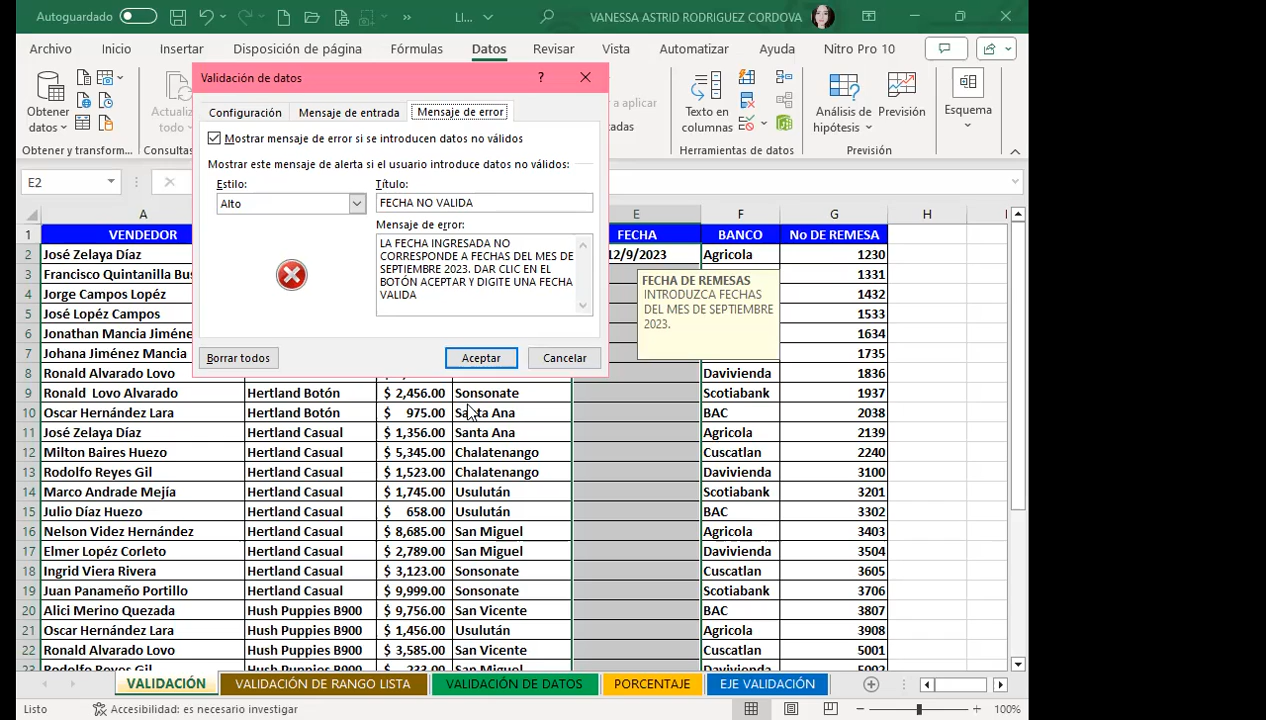 Autoguardado
LI...
VANESSA ASTRID RODRIGUEZ CORDOVA
Archivo Inicio Insertar Disposición de página Fórmulas Datos Revisar Vista Automatizar Ayuda Nitro Pro 10
Obtener datos
Actualizar todo
Texto en columnas
Análisis de hipótesis
Previsión
Esquema
Obtener y transform...
Consultas
Herramientas de datos
Previsión
Validación de datos ?
Configuración Mensaje de entrada Mensaje de error
Mostrar mensaje de error si se introducen datos no válidos
Mostrar este mensaje de alerta si el usuario introduce datos no válidos:
Estilo: Título:
Alto FECHA NO VALIDA
Mensaje de error:
LA FECHA INGRESADA NO
CORRESPONDE A FECHAS DEL MES DE
SEPTIEMBRE 2023. DAR CLIC EN EL
BOTÓN ACEPTAR Y DIGITE UNA FECHA
VALIDA
Borrar todos Aceptar Cancelar
E2
A E F G H I
1 VENDEDOR FECHA BANCO No DE REMESA
2 José Zelaya Díaz 12/9/2023 Agricola 1230
3 Francisco Quintanilla Bus 1331
4 Jorge Campos Lopéz 1432
5 José Lopéz Campos 1533
6 Jonathan Mancia Jiméne 1634
7 Johana Jiménez Mancia 1735
FECHA DE REMESAS
INTRODUZCA FECHAS
DEL MES DE SEPTIEMBRE
2023.
8 Ronald Alvarado Lovo Davivienda 1836
9 Ronald Lovo Alvarado Hertland Botón $ 2,456.00 Sonsonate Scotiabank 1937
10 Oscar Hernández Lara Hertland Botón $ 975.00 Santa Ana BAC 2038
11 José Zelaya Díaz Hertland Casual $ 1,356.00 Santa Ana Agricola 2139
12 Milton Baires Huezo Hertland Casual $ 5,345.00 Chalatenango Cuscatlan 2240
13 Rodolfo Reyes Gil Hertland Casual $ 1,523.00 Chalatenango Davivienda 3100
14 Marco Andrade Mejía Hertland Casual $ 1,745.00 Usulután Scotiabank 3201
15 Julio Díaz Huezo Hertland Casual $ 658.00 Usulután BAC 3302
16 Nelson Videz Hernández Hertland Casual $ 8,685.00 San Miguel Agricola 3403
17 Elmer Lopéz Corleto Hertland Casual $ 2,789.00 San Miguel Davivienda 3504
18 Ingrid Viera Rivera Hertland Casual $ 3,123.00 Sonsonate Cuscatlan 3605
19 Juan Panameño Portillo Hertland Casual $ 9,999.00 Sonsonate Scotiabank 3706
20 Alici Merino Quezada Hush Puppies B900 $ 9,756.00 San Vicente BAC 3807
21 Oscar Hernández Lara Hush Puppies B900 $ 1,456.00 Usulután Agricola 3908
22 Ronald Alvarado Lovo Hush Puppies B900 $ 3,585.00 San Vicente Cuscatlan 5001
23 Rodolfo Reyes Gil Hush Puppies B900 $ 233.00 San Miguel Davivienda 5002
VALIDACIÓN VALIDACIÓN DE RANGO LISTA VALIDACIÓN DE DATOS PORCENTAJE EJE VALIDACIÓN
Listo Accesibilidad: es necesario investigar 100%